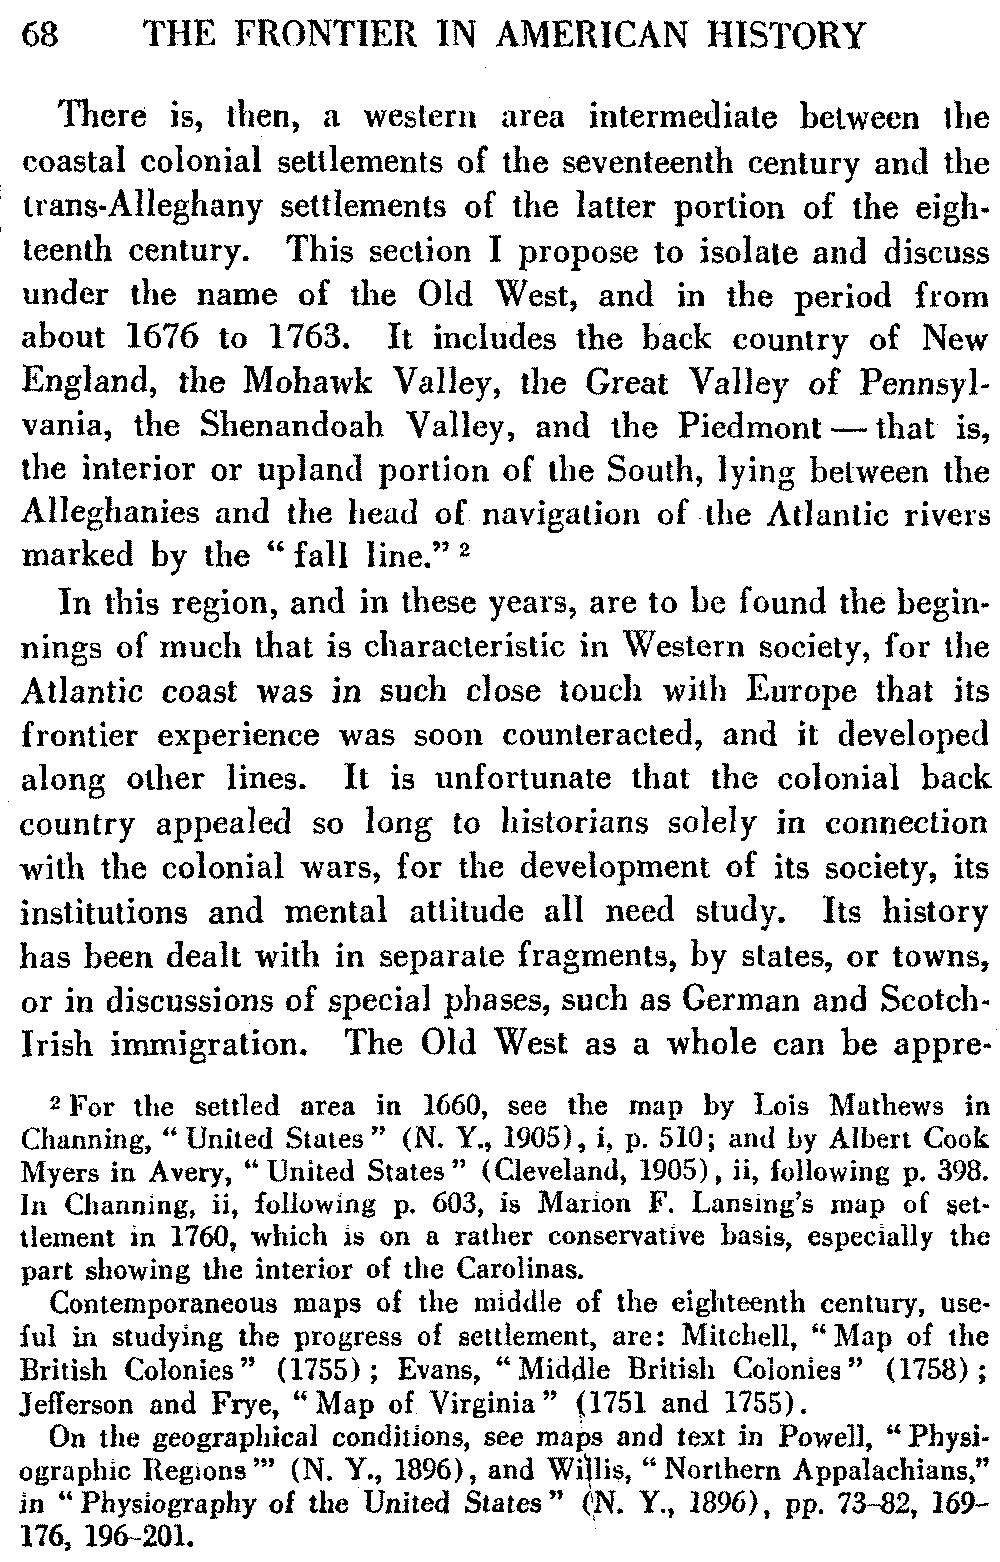 68 THE FRONTIER IN AMERICAN HISTORY
There is, then, a western area intermediate between the
coastal colonial settlements of the seventeenth century and the
trans-Alleghany settlements of the latter portion of the eigh-
teenth century. This section I propose to isolate and discuss
under the name of the Old West, and in the period from
about 1676 to 1763. It includes the back country of New
England, the Mohawk Valley, the Great Valley of Pennsyl-
vania, the Shenandoah Valley, and the Piedmont — that is,
the interior or upland portion of the South, lying between the
Alleghanies and the head of navigation of the Atlantic rivers
marked by the “ fall line.” ²
In this region, and in these years, are to be found the begin-
nings of much that is characteristic in Western society, for the
Atlantic coast was in such close touch with Europe that its
frontier experience was soon counteracted, and it developed
along other lines. It is unfortunate that the colonial back
country appealed so long to historians solely in connection
with the colonial wars, for the development of its society, its
institutions and mental attitude all need study. Its history
has been dealt with in separate fragments, by states, or towns,
or in discussions of special phases, such as German and Scotch-
Irish immigration. The Old West as a whole can be appre-
² For the settled area in 1660, see the map by Lois Mathews in
Channing, “ United States ” (N. Y., 1905), i, p. 510; and by Albert Cook
Myers in Avery, “ United States ” (Cleveland, 1905), ii, following p. 398.
In Channing, ii, following p. 603, is Marion F. Lansing's map of set-
tlement in 1760, which is on a rather conservative basis, especially the
part showing the interior of the Carolinas.
Contemporaneous maps of the middle of the eighteenth century, use-
ful in studying the progress of settlement, are: Mitchell, “ Map of the
British Colonies ” (1755) ; Evans, “ Middle British Colonies ” (1758) ;
Jefferson and Frye, “ Map of Virginia ” (1751 and 1755).
On the geographical conditions, see maps and text in Powell, “ Physi-
ographic Regions ”' (N. Y., 1896), and Willis, “ Northern Appalachians,”
in “ Physiography of the United States ” (N. Y., 1896), pp. 73–82, 169–
176, 196–201.